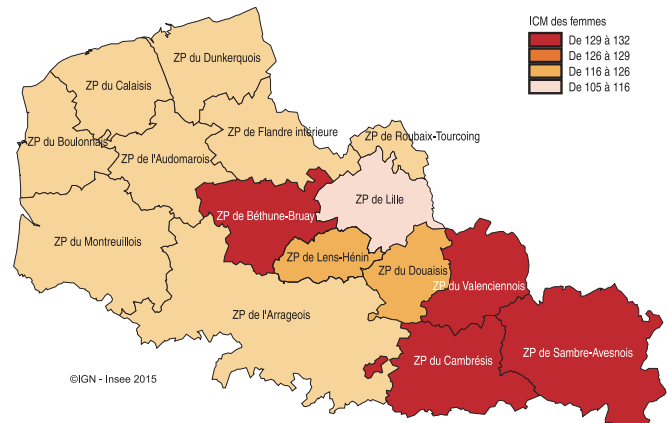 ICM des femmes
De 129 à 132
De 126 à 129
De 116 à 126
De 105 à 116
ZP du Dunkerquois
ZP du Calaisis
ZP de Flandre intérieure
ZP de Roubaix-Tourcoing
ZP du Boulonnais
ZP de l'Audomarois
ZP de Lille
ZP de Béthune-Bruay
ZP du Montreuillois
ZP de Lens-Hénin
ZP du Douaisis
ZP du Valenciennois
ZP de l'Arrageois
ZP du Cambrésis
ZP de Sambre-Avesnois
©IGN - Insee 2015